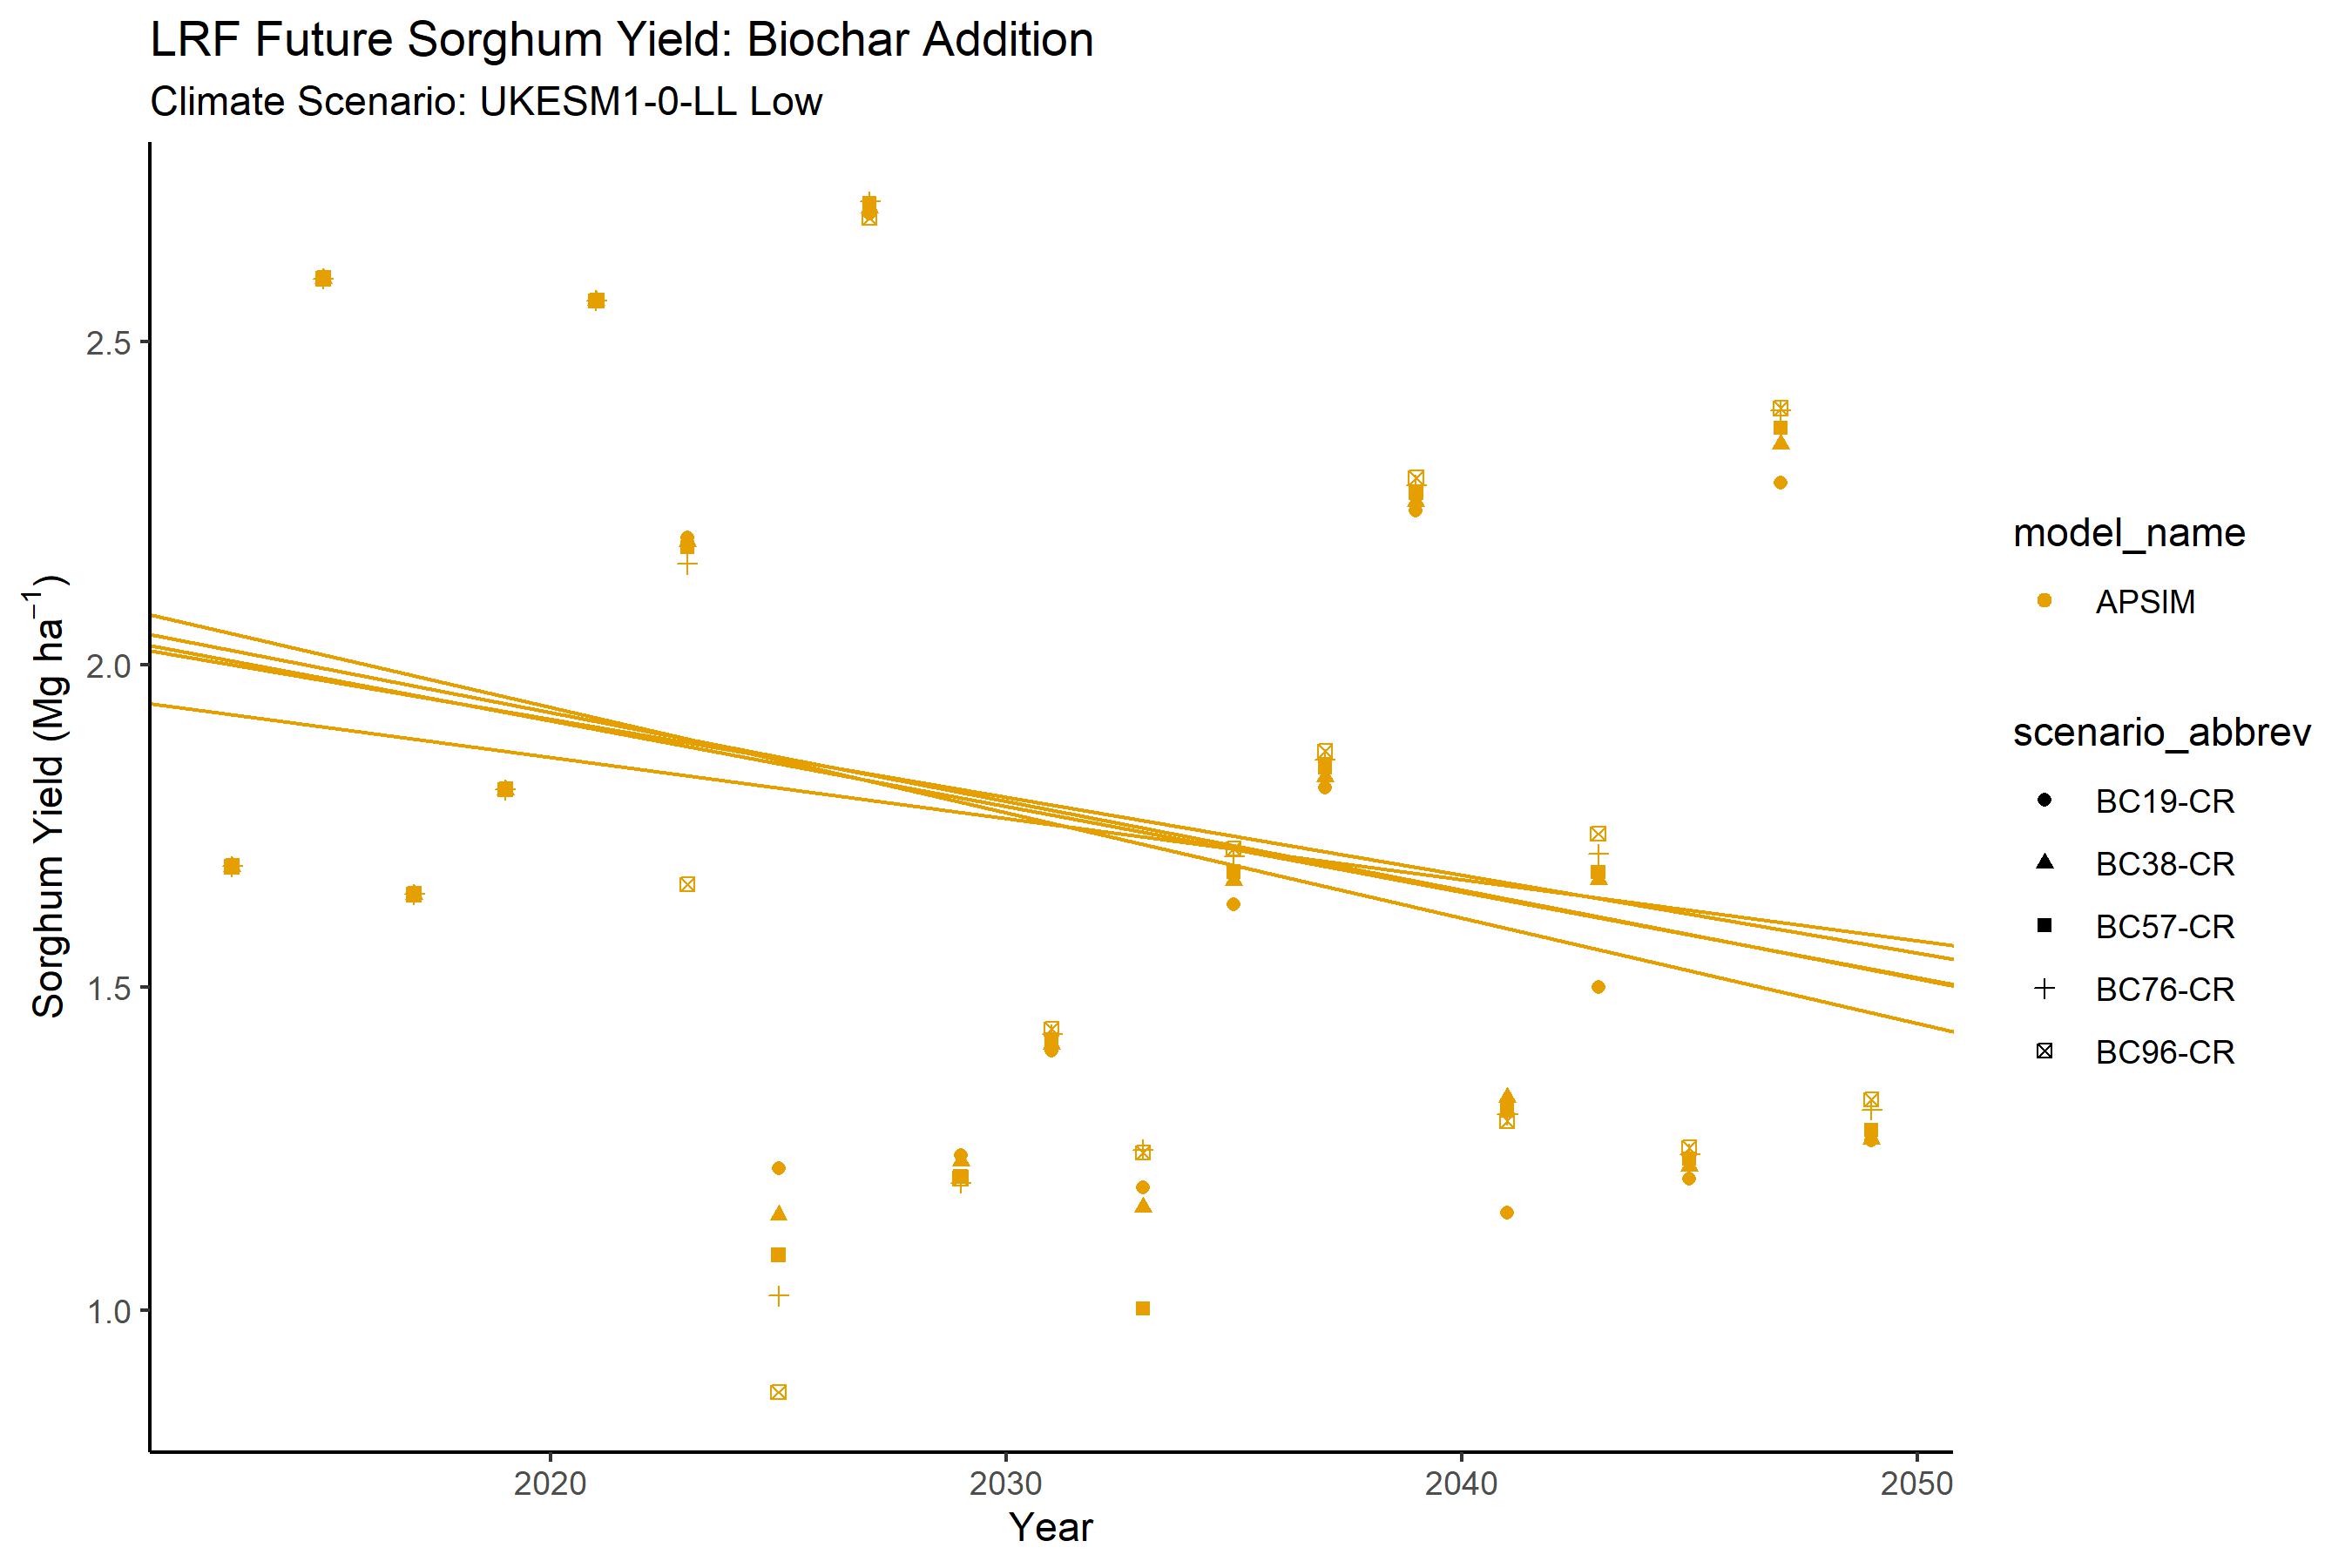 LRF Future Sorghum Yield: Biochar Addition
Climate Scenario: UKESM1-0-LL Low
Sorghum Yield (Mg ha⁻¹)
2.5
2.0
1.5
1.0
2020
2030
2040
2050
Year
model_name
APSIM
scenario_abbrev
BC19-CR
BC38-CR
BC57-CR
BC76-CR
BC96-CR